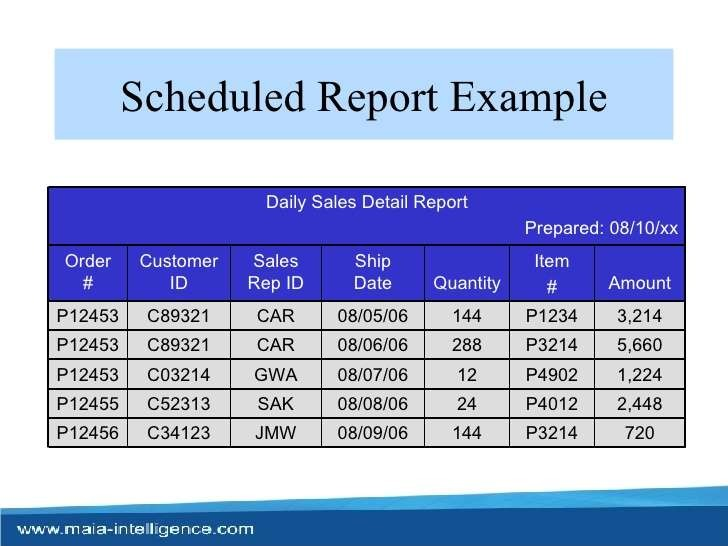 Scheduled Report Example
Daily Sales Detail Report
Prepared: 08/10/xx
Order # Customer ID Sales Rep ID Ship Date Quantity Item # Amount
P12453 C89321 CAR 08/05/06 144 P1234 3,214
P12453 C89321 CAR 08/06/06 288 P3214 5,660
P12453 C03214 GWA 08/07/06 12 P4902 1,224
P12455 C52313 SAK 08/08/06 24 P4012 2,448
P12456 C34123 JMW 08/09/06 144 P3214 720
www.maia-intelligence.com